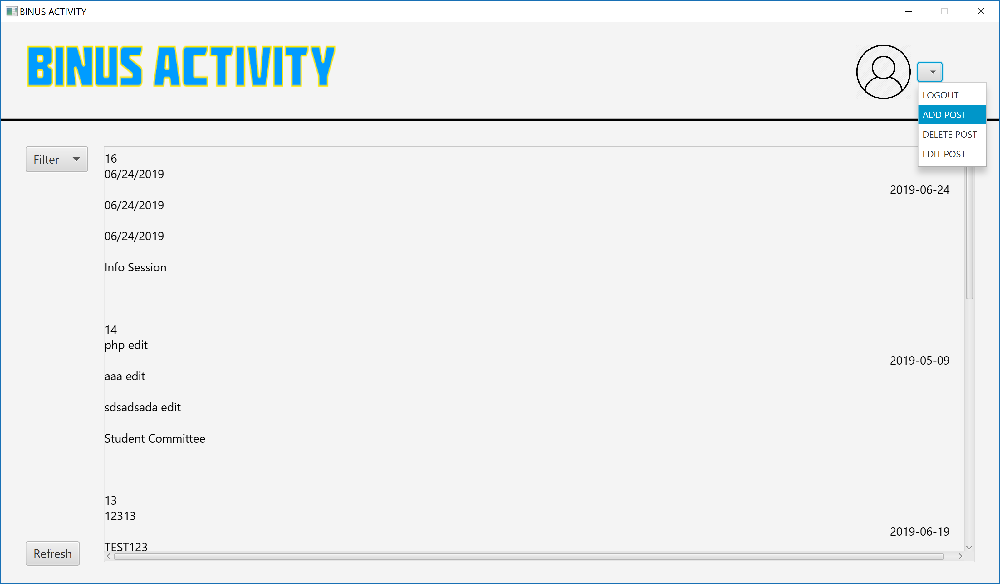 BINUS ACTIVITY
BINUS ACTIVITY
LOGOUT
ADD POST
DELETE POST
EDIT POST
Filter
16
06/24/2019
2019-06-24
06/24/2019
06/24/2019
Info Session
14
php edit
2019-05-09
aaa edit
sdsadsada edit
Student Committee
13
12313
2019-06-19
TEST123
Refresh